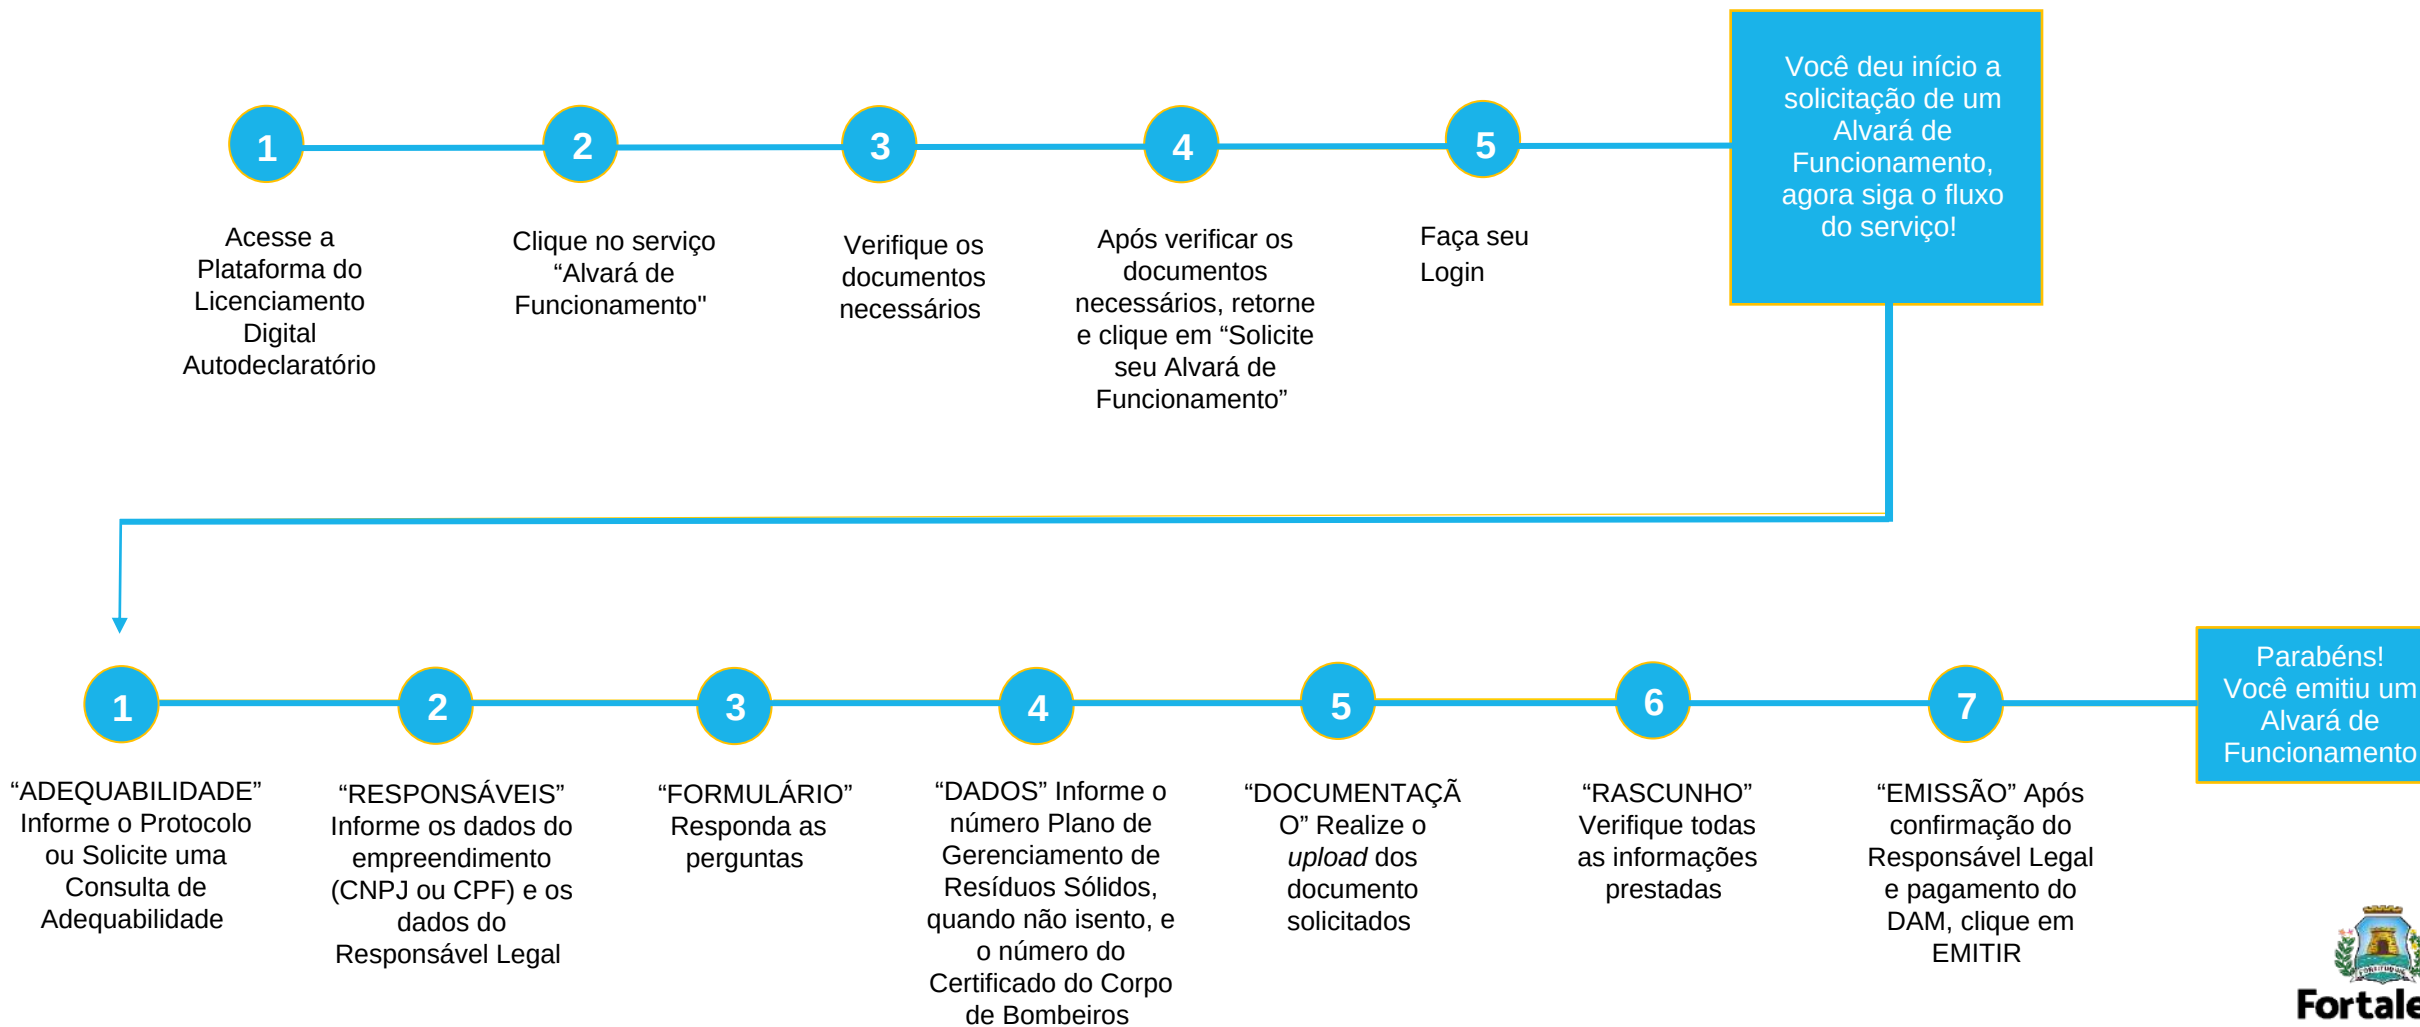 1
2
3
4
5
Acesse a
Plataforma do
Licenciamento
Digital
Autodeclaratório
Clique no serviço
“Alvará de
Funcionamento"
Verifique os
documentos
necessários
Após verificar os
documentos
necessários, retorne
e clique em “Solicite
seu Alvará de
Funcionamento”
Faça seu
Login
Você deu início a
solicitação de um
Alvará de
Funcionamento,
agora siga o fluxo
do serviço!
1
2
3
4
5
6
7
“ADEQUABILIDADE”
Informe o Protocolo
ou Solicite uma
Consulta de
Adequabilidade
“RESPONSÁVEIS”
Informe os dados do
empreendimento
(CNPJ ou CPF) e os
dados do
Responsável Legal
“FORMULÁRIO”
Responda as
perguntas
“DADOS” Informe o
número Plano de
Gerenciamento de
Resíduos Sólidos,
quando não isento, e
o número do
Certificado do Corpo
de Bombeiros
“DOCUMENTAÇÃ
O” Realize o
upload dos
documento
solicitados
“RASCUNHO”
Verifique todas
as informações
prestadas
“EMISSÃO” Após
confirmação do
Responsável Legal
e pagamento do
DAM, clique em
EMITIR
Parabéns!
Você emitiu um
Alvará de
Funcionamento